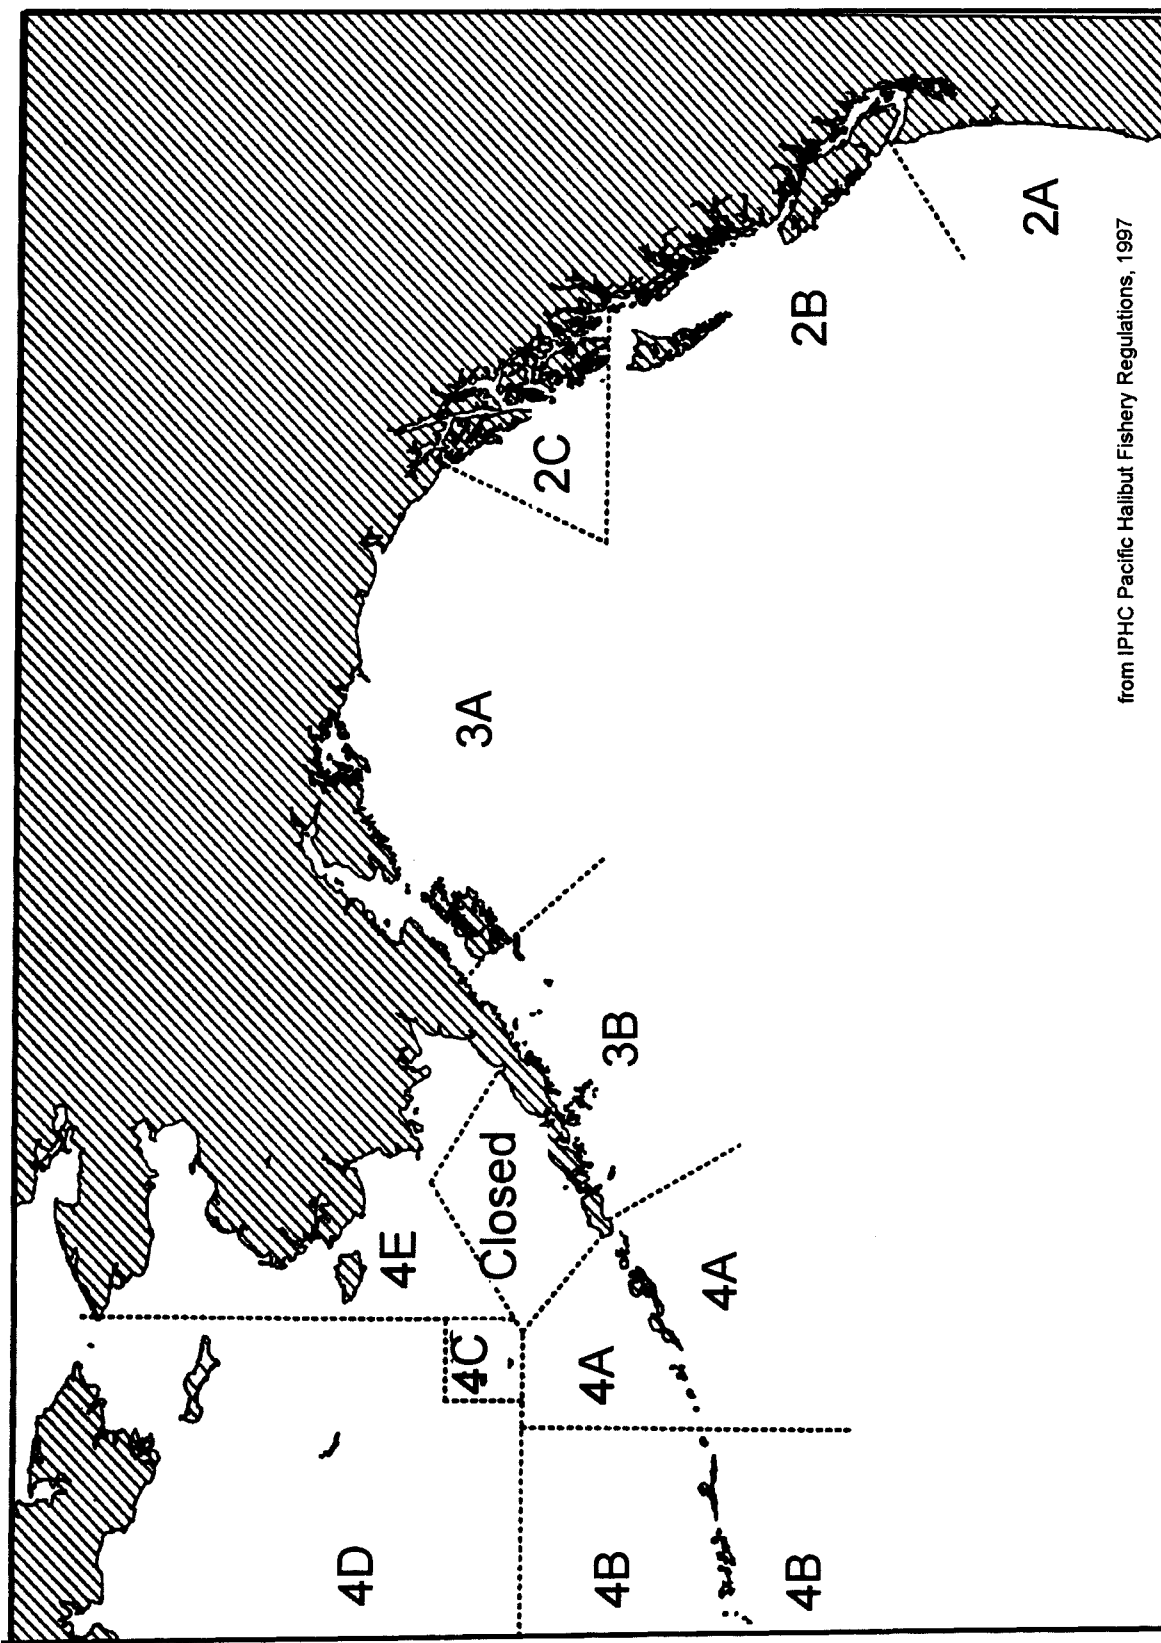 4D
4C
4E
Closed
4B
4A
4B
4A
3B
3A
2C
2B
2A
from IPHC Pacific Halibut Fishery Regulations, 1997